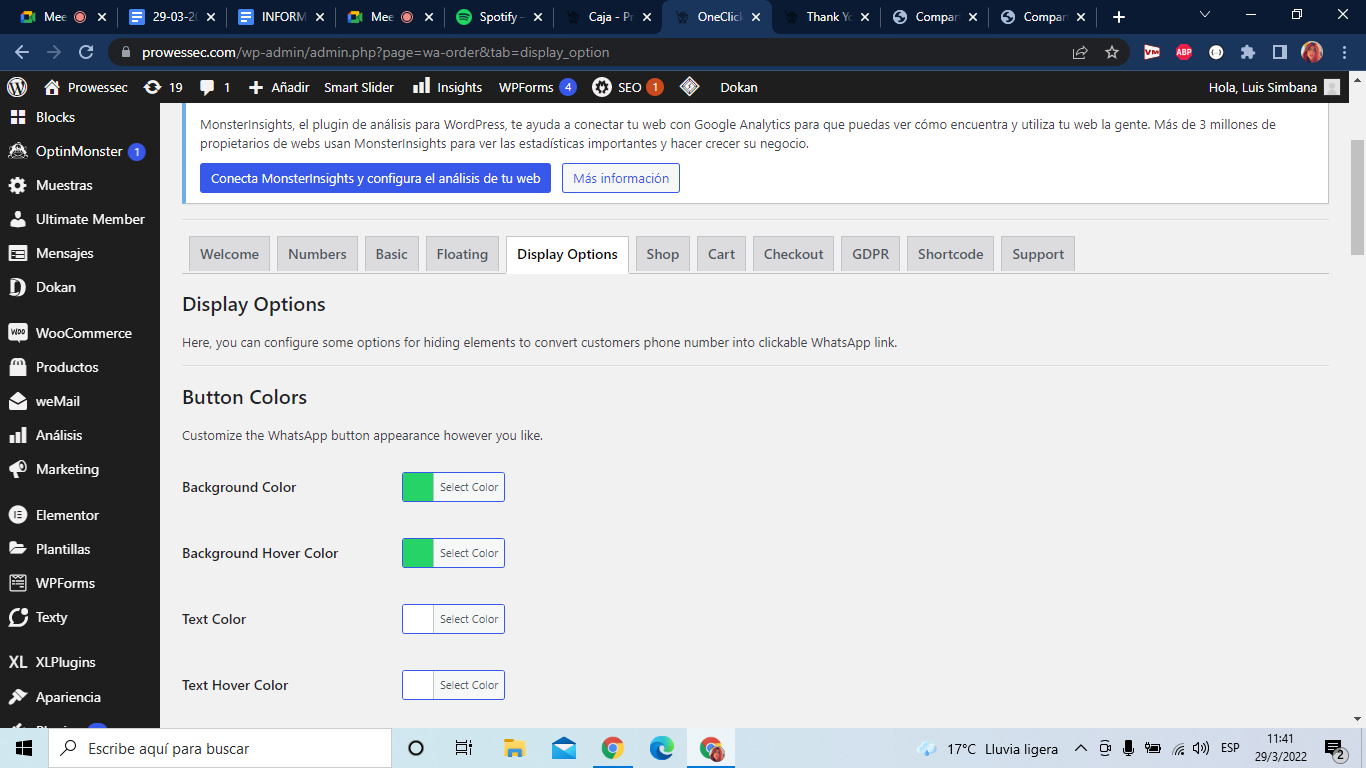 Mee
29-03-20
INFORM
Mee
Spotify –
Caja - Pr
OneClick
Thank Yo
Compart
Compart
prowessec.com/wp-admin/admin.php?page=wa-order&tab=display_option
VM
ABP
Prowessec
19
1
Añadir
Smart Slider
Insights
WPForms 4
SEO 1
Dokan
Hola, Luis Simbana
Blocks
OptinMonster 1
Muestras
Ultimate Member
Mensajes
Dokan
WooCommerce
Productos
weMail
Análisis
Marketing
Elementor
Plantillas
WPForms
Texty
XL XLPlugins
Apariencia
MonsterInsights, el plugin de análisis para WordPress, te ayuda a conectar tu web con Google Analytics para que puedas ver cómo encuentra y utiliza tu web la gente. Más de 3 millones de
propietarios de webs usan MonsterInsights para ver las estadísticas importantes y hacer crecer su negocio.
Conecta MonsterInsights y configura el análisis de tu web
Más información
Welcome
Numbers
Basic
Floating
Display Options
Shop
Cart
Checkout
GDPR
Shortcode
Support
Display Options
Here, you can configure some options for hiding elements to convert customers phone number into clickable WhatsApp link.
Button Colors
Customize the WhatsApp button appearance however you like.
Background Color
Select Color
Background Hover Color
Select Color
Text Color
Select Color
Text Hover Color
Select Color
Escribe aquí para buscar
17°C Lluvia ligera
ESP
11:41
29/3/2022
2